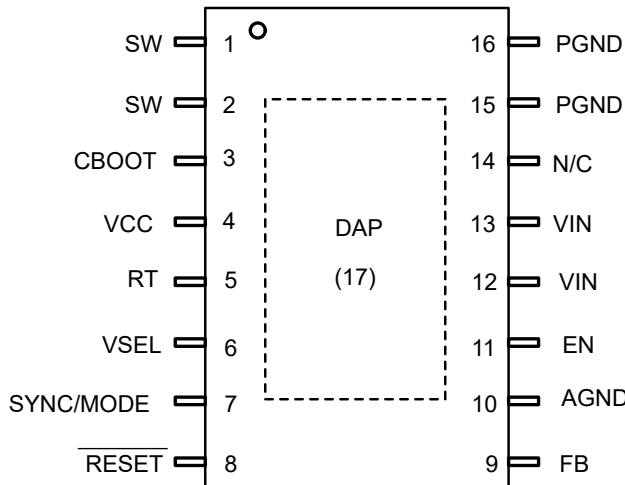 SW 1 16 PGND
SW 2 15 PGND
CBOOT 3 14 N/C
VCC 4 13 VIN
DAP
RT 5 12 VIN
(17)
VSEL 6 11 EN
SYNC/MODE 7 10 AGND
RESET 8 9 FB